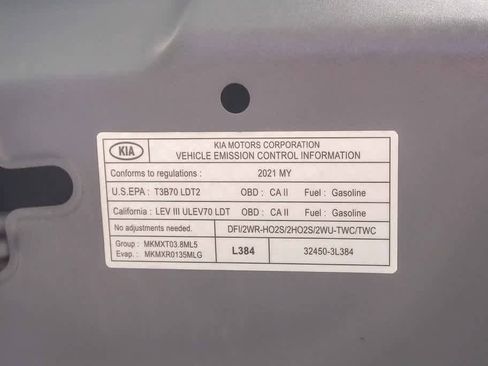 KIA
KIA MOTORS CORPORATION
VEHICLE EMISSION CONTROL INFORMATION
Conforms to regulations : 2021 MY
U.S.EPA : T3B70 LDT2 OBD : CA II Fuel : Gasoline
California : LEV III ULEV70 LDT OBD : CA II Fuel : Gasoline
No adjustments needed. DFI/2WR-HO2S/2HO2S/2WU-TWC/TWC
Group : MKMXT03.8ML5
Evap. : MKMXR0135MLG
L384
32450-3L384